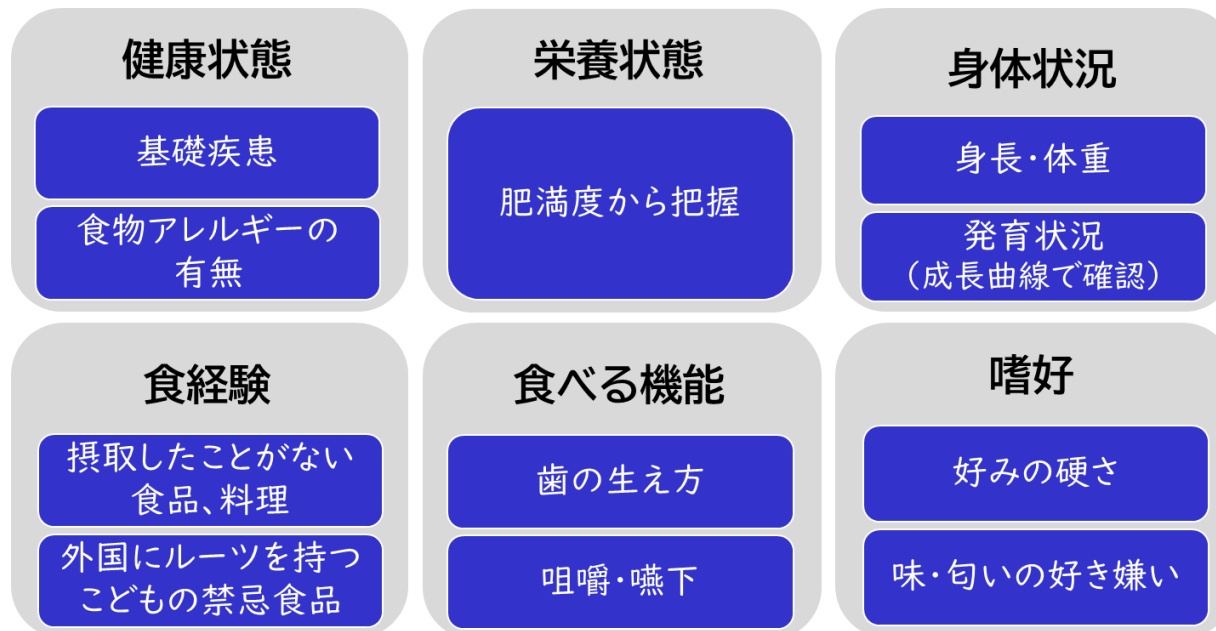 健康状態
基礎疾患
食物アレルギーの
有無
栄養状態
肥満度から把握
身体状況
身長・体重
発育状況
（成長曲線で確認）
食経験
摂取したことがない
食品、料理
外国にルーツを持つ
こどもの禁忌食品
食べる機能
歯の生え方
咀嚼・嚥下
嗜好
好みの硬さ
味・匂いの好き嫌い